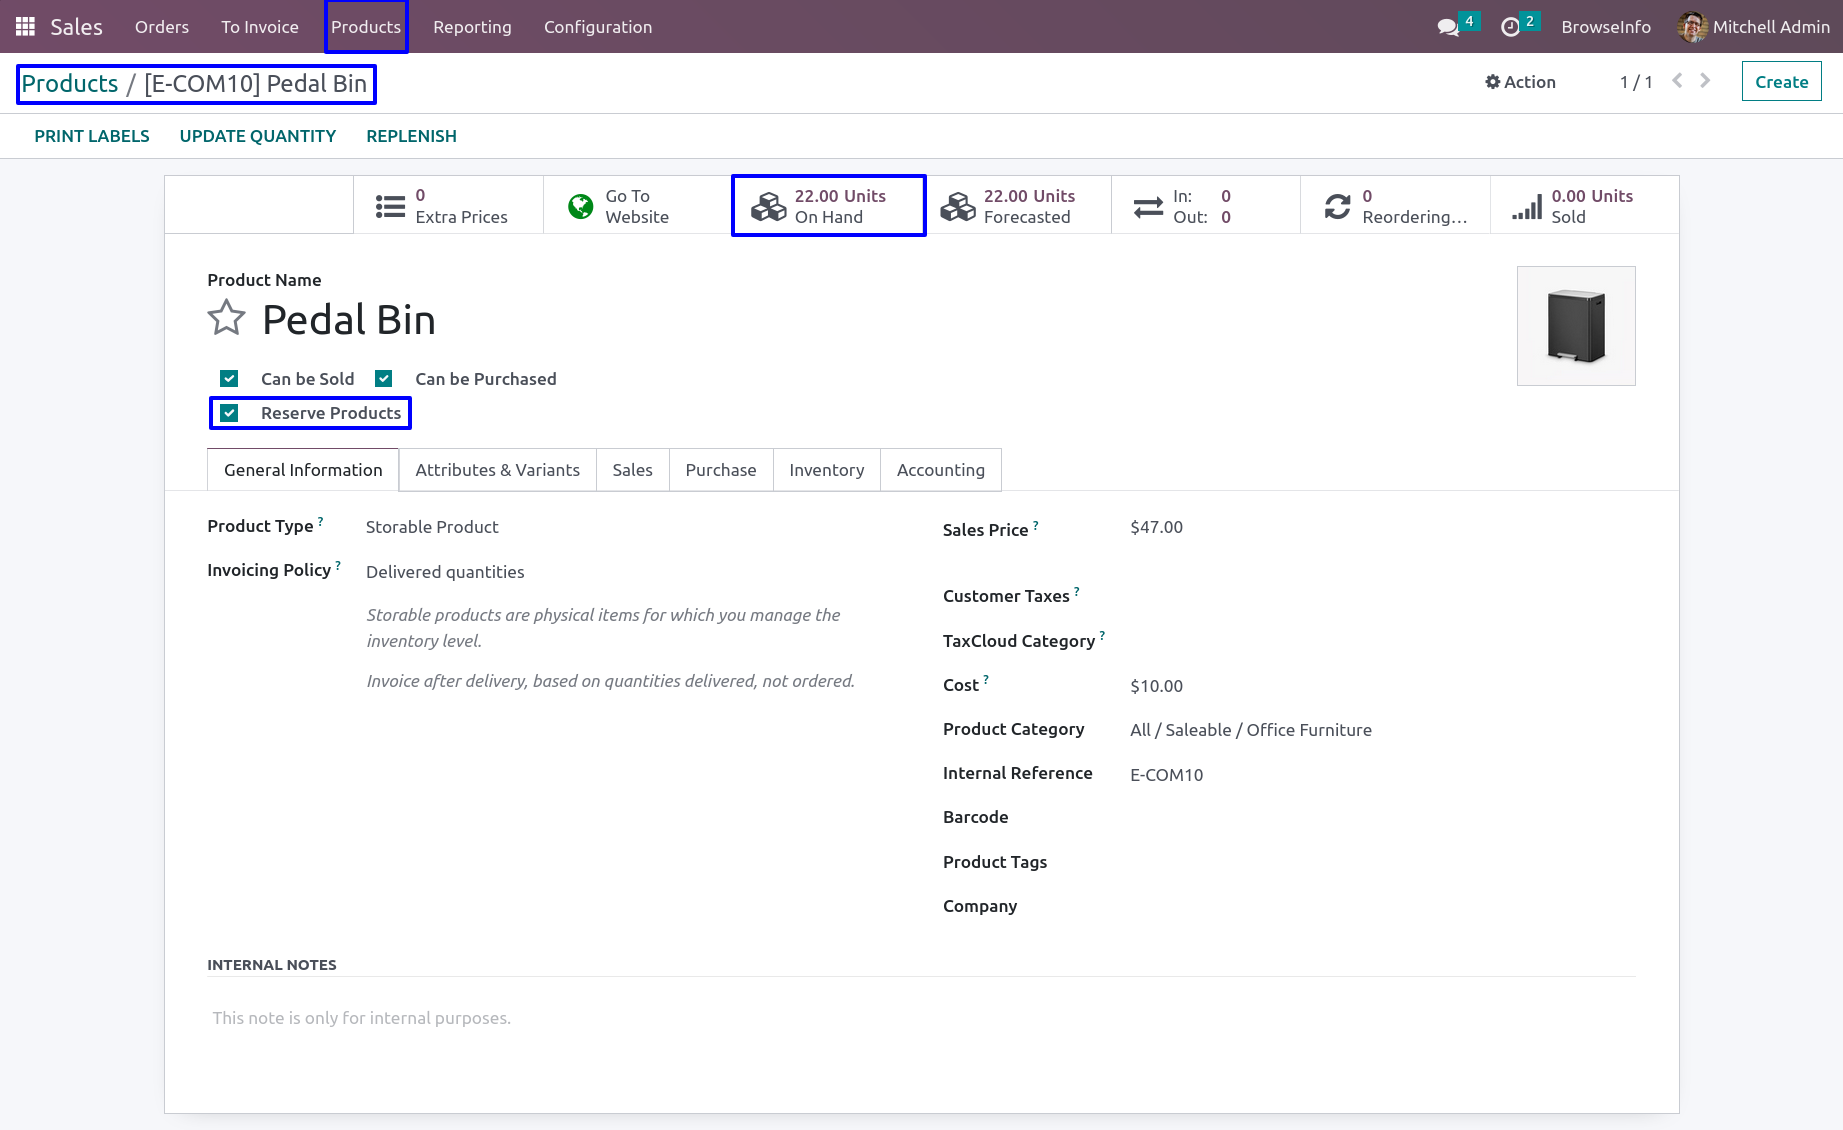 Sales Orders To Invoice Products Reporting Configuration 4 2 BrowseInfo Mitchell Admin
Products / [E-COM10] Pedal Bin Action 1 / 1 Create
PRINT LABELS UPDATE QUANTITY REPLENISH
0
Extra Prices
Go To
Website
22.00 Units
On Hand
22.00 Units
Forecasted
In: 0
Out: 0
0
Reordering...
0.00 Units
Sold
Product Name
Pedal Bin
Can be Sold Can be Purchased
Reserve Products
General Information Attributes & Variants Sales Purchase Inventory Accounting
Product Type ? Storable Product
Invoicing Policy ? Delivered quantities
Storable products are physical items for which you manage the
inventory level.
Invoice after delivery, based on quantities delivered, not ordered.
Sales Price ? $47.00
Customer Taxes ?
TaxCloud Category ?
Cost ? $10.00
Product Category All / Saleable / Office Furniture
Internal Reference E-COM10
Barcode
Product Tags
Company
INTERNAL NOTES
This note is only for internal purposes.